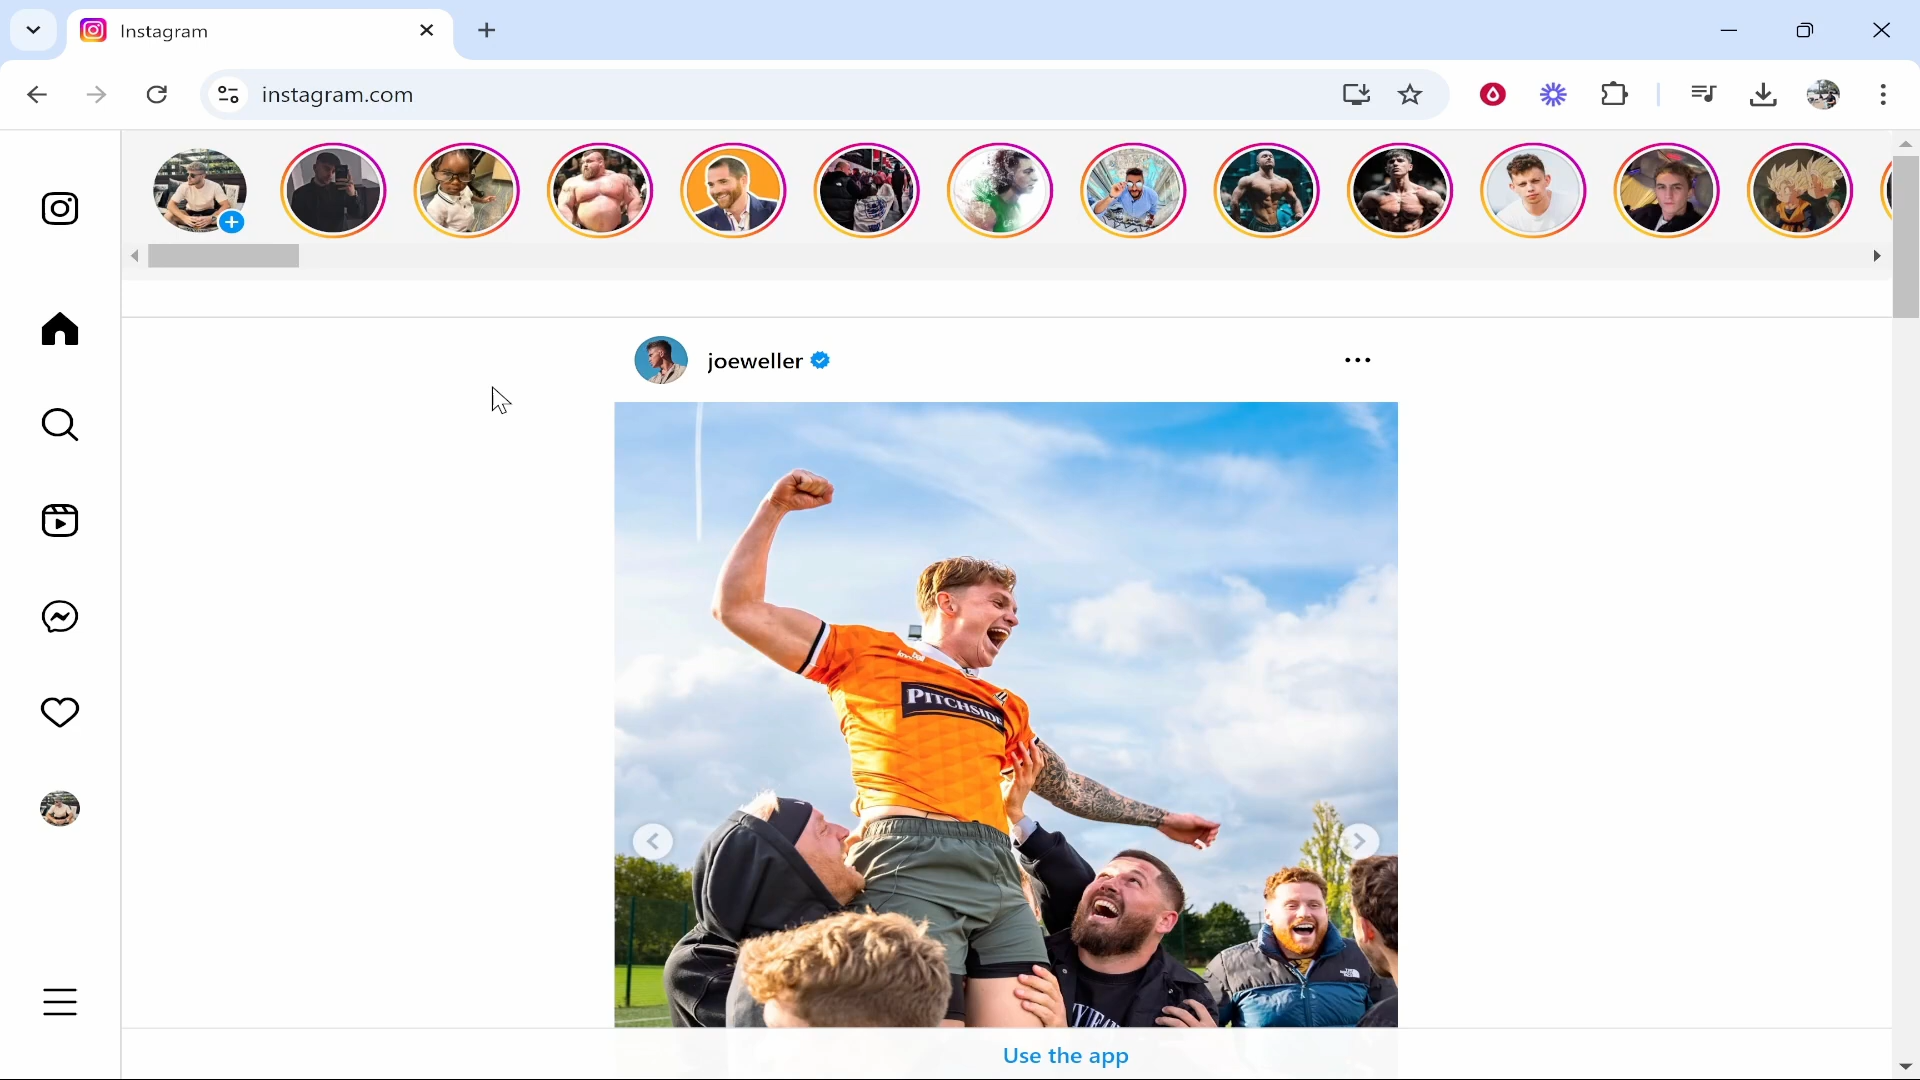 Instagram
instagram.com
joeweller
PITCHSIDE
Use the app